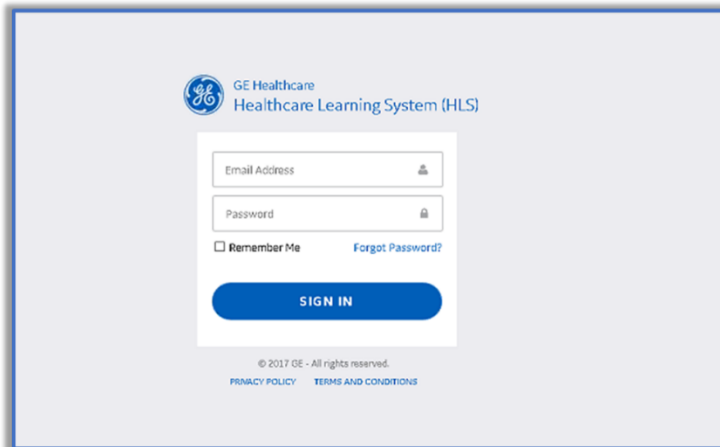 GE Healthcare
Healthcare Learning System (HLS)
Email Address
Password
Remember Me Forgot Password?
SIGN IN
© 2017 GE - All rights reserved.
PRIVACY POLICY TERMS AND CONDITIONS